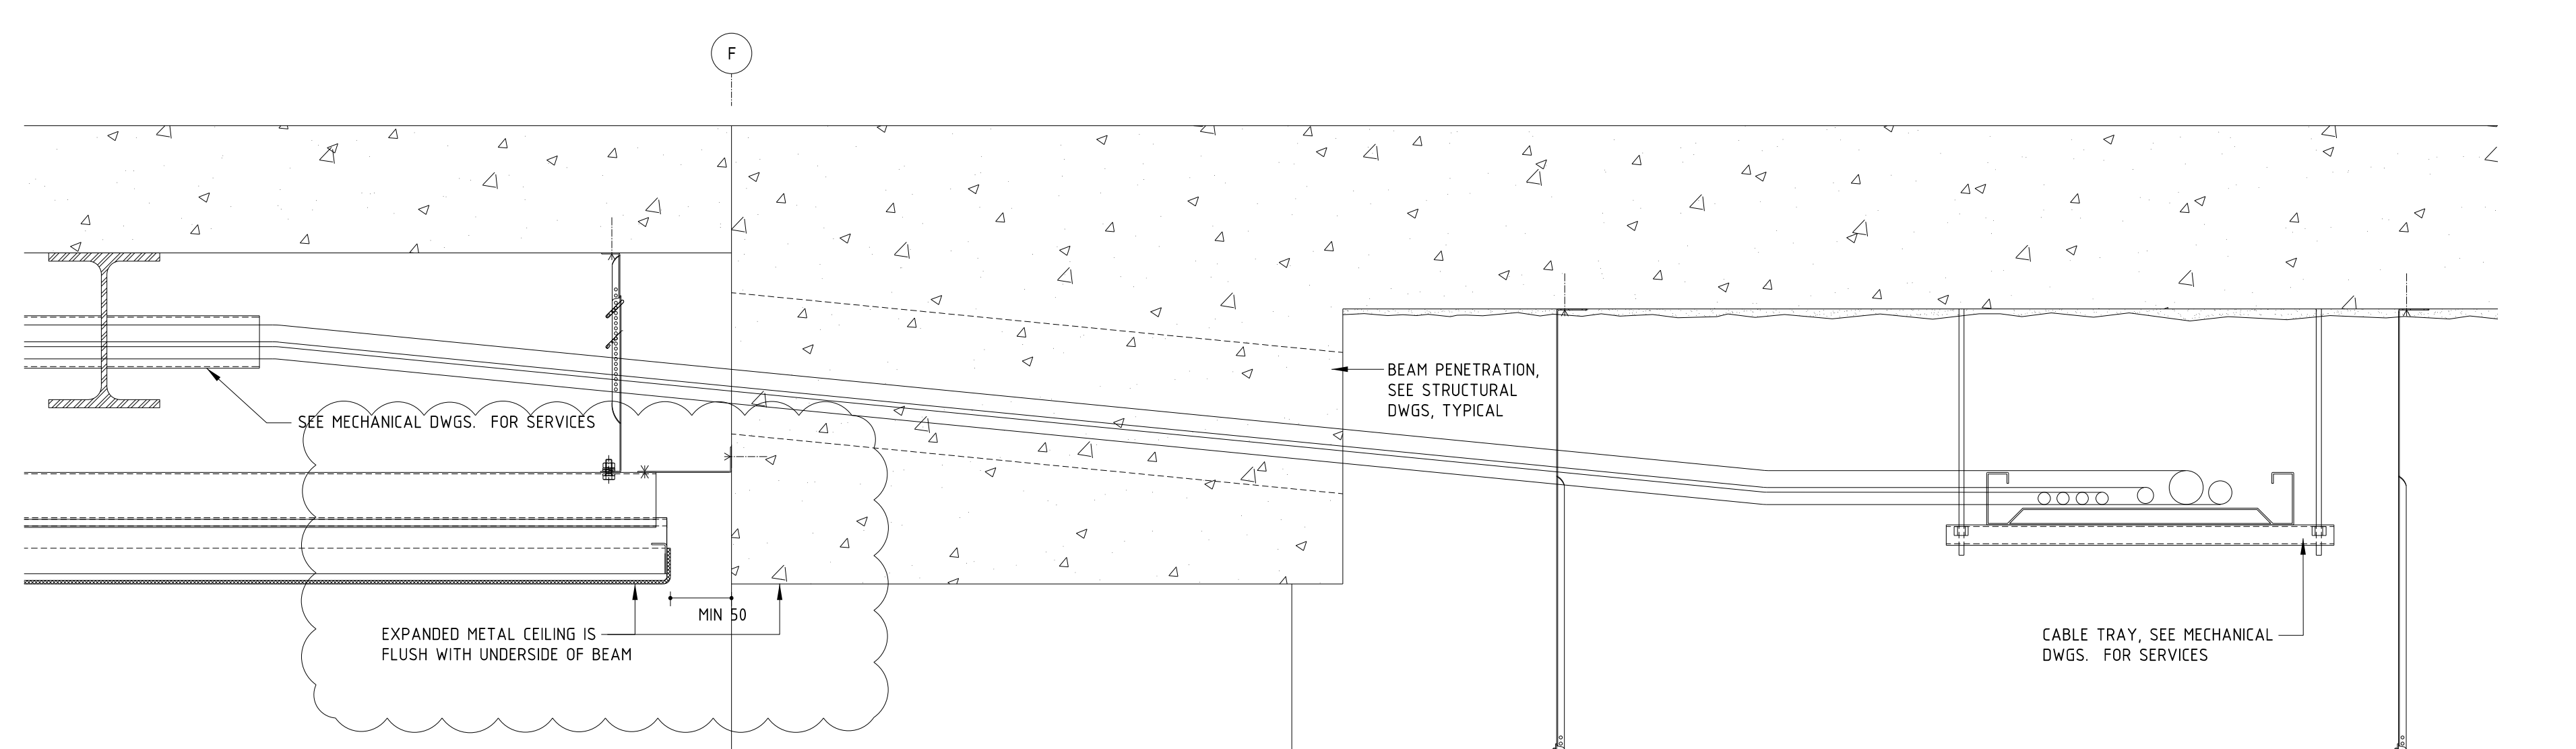 F
BEAM PENETRATION,
SEE STRUCTURAL
DWGS, TYPICAL
SEE MECHANICAL DWGS. FOR SERVICES
MIN 50
EXPANDED METAL CEILING IS
FLUSH WITH UNDERSIDE OF BEAM
CABLE TRAY, SEE MECHANICAL
DWGS. FOR SERVICES